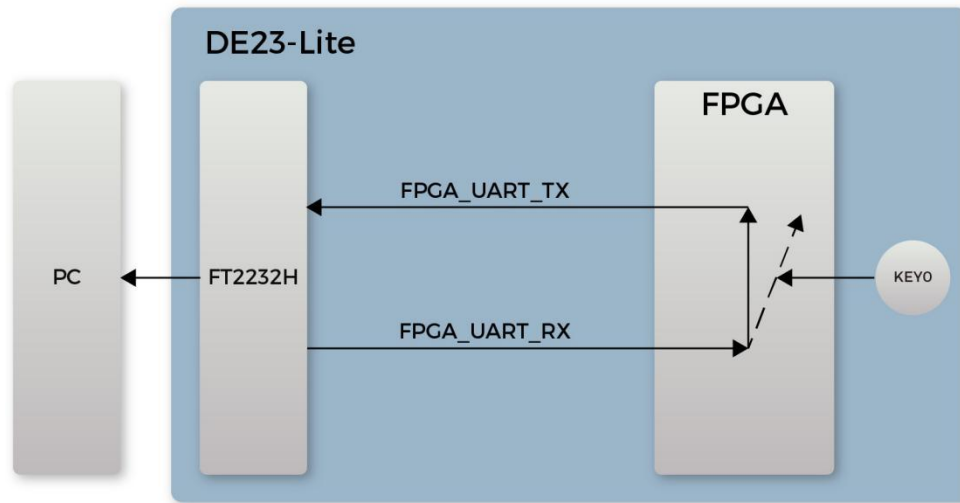 DE23-Lite
FPGA
FPGA_UART_TX
PC
FT2232H
KEY0
FPGA_UART_RX